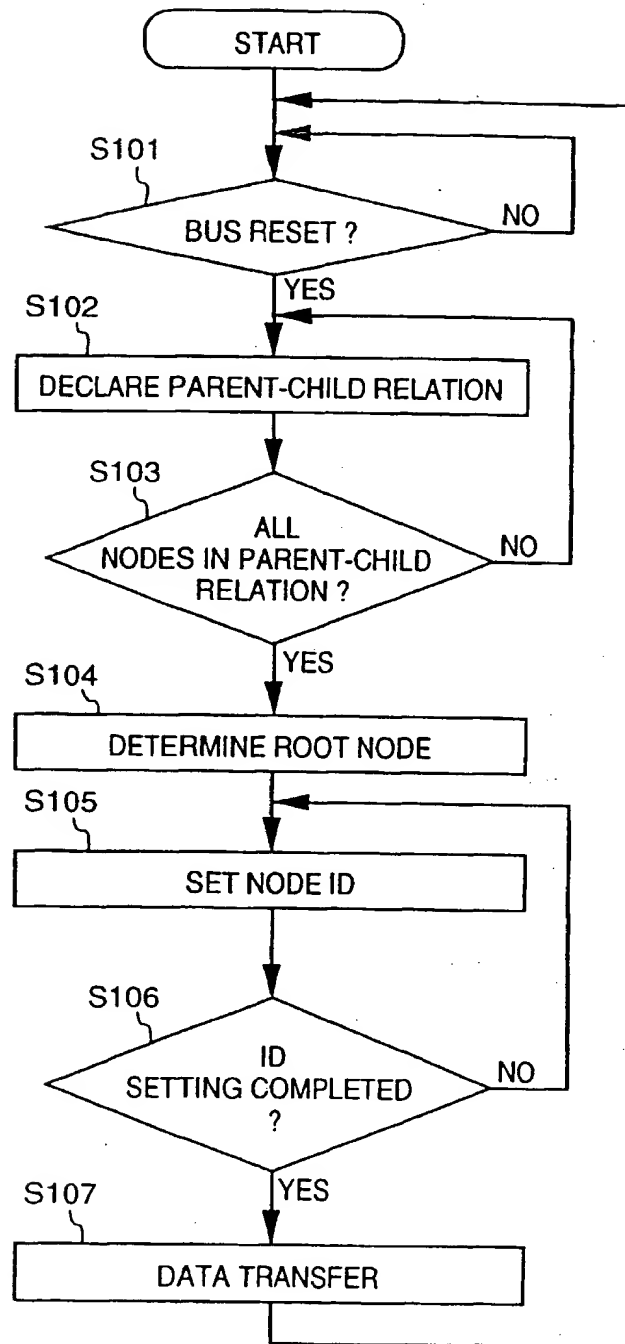 START
S101
BUS RESET ?
NO
YES
S102
DECLARE PARENT-CHILD RELATION
S103
ALL
NODES IN PARENT-CHILD
RELATION ?
NO
YES
S104
DETERMINE ROOT NODE
S105
SET NODE ID
S106
ID
SETTING COMPLETED
?
NO
YES
S107
DATA TRANSFER